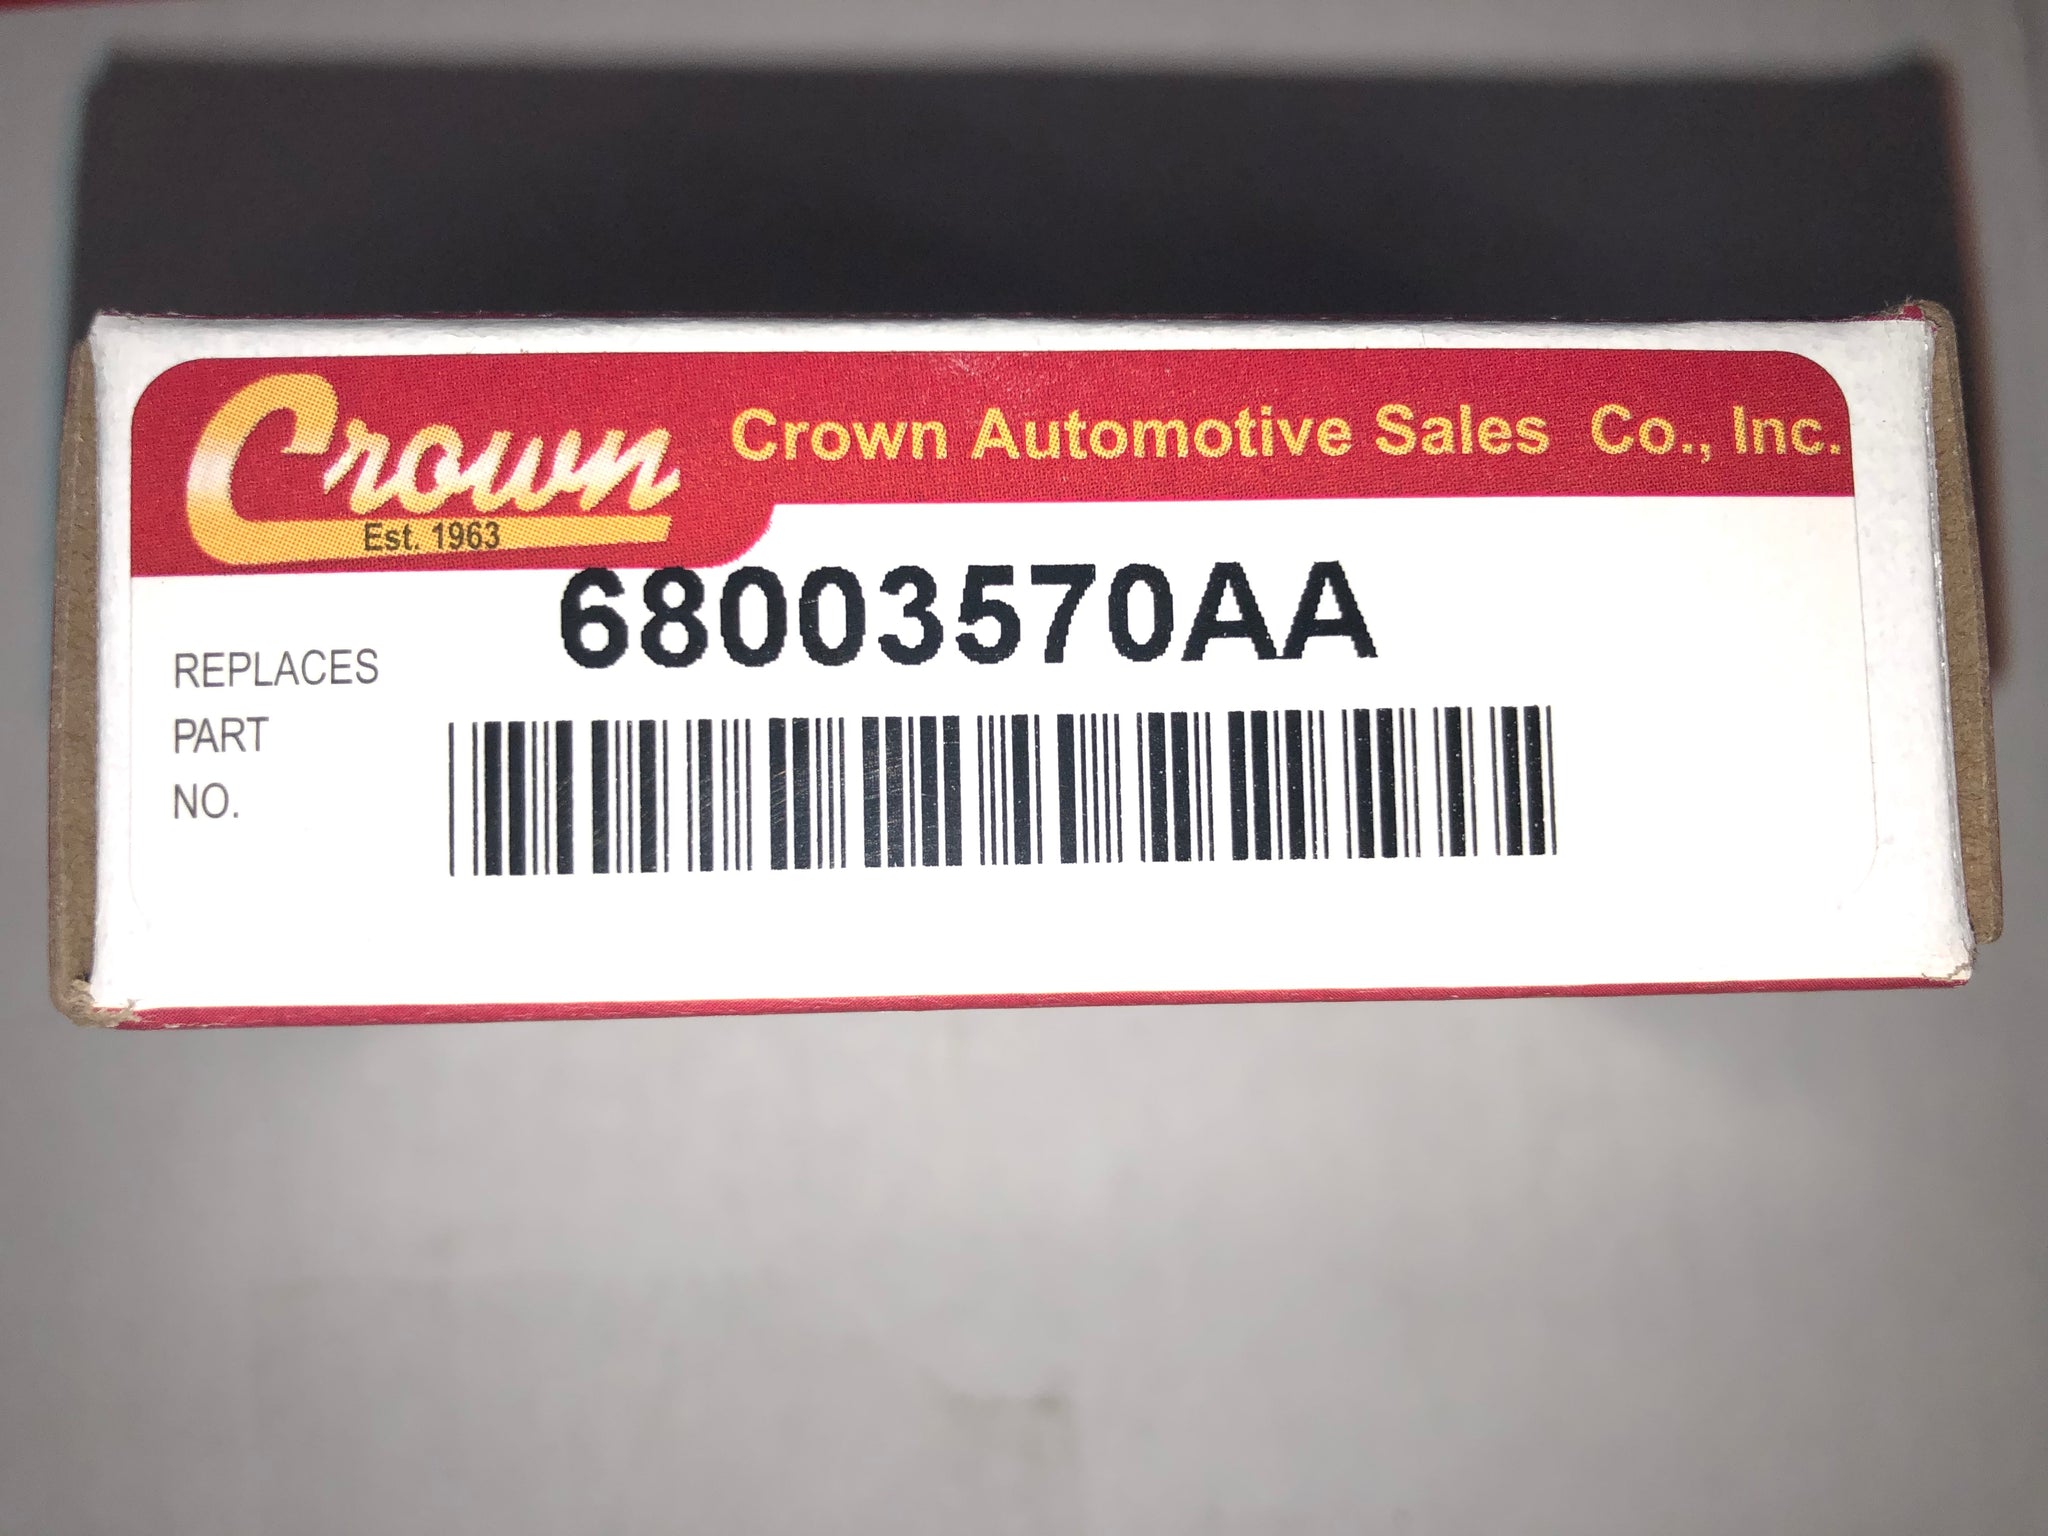 Crown
Est. 1963
Crown Automotive Sales Co., Inc.
68003570AA
REPLACES
PART
NO.